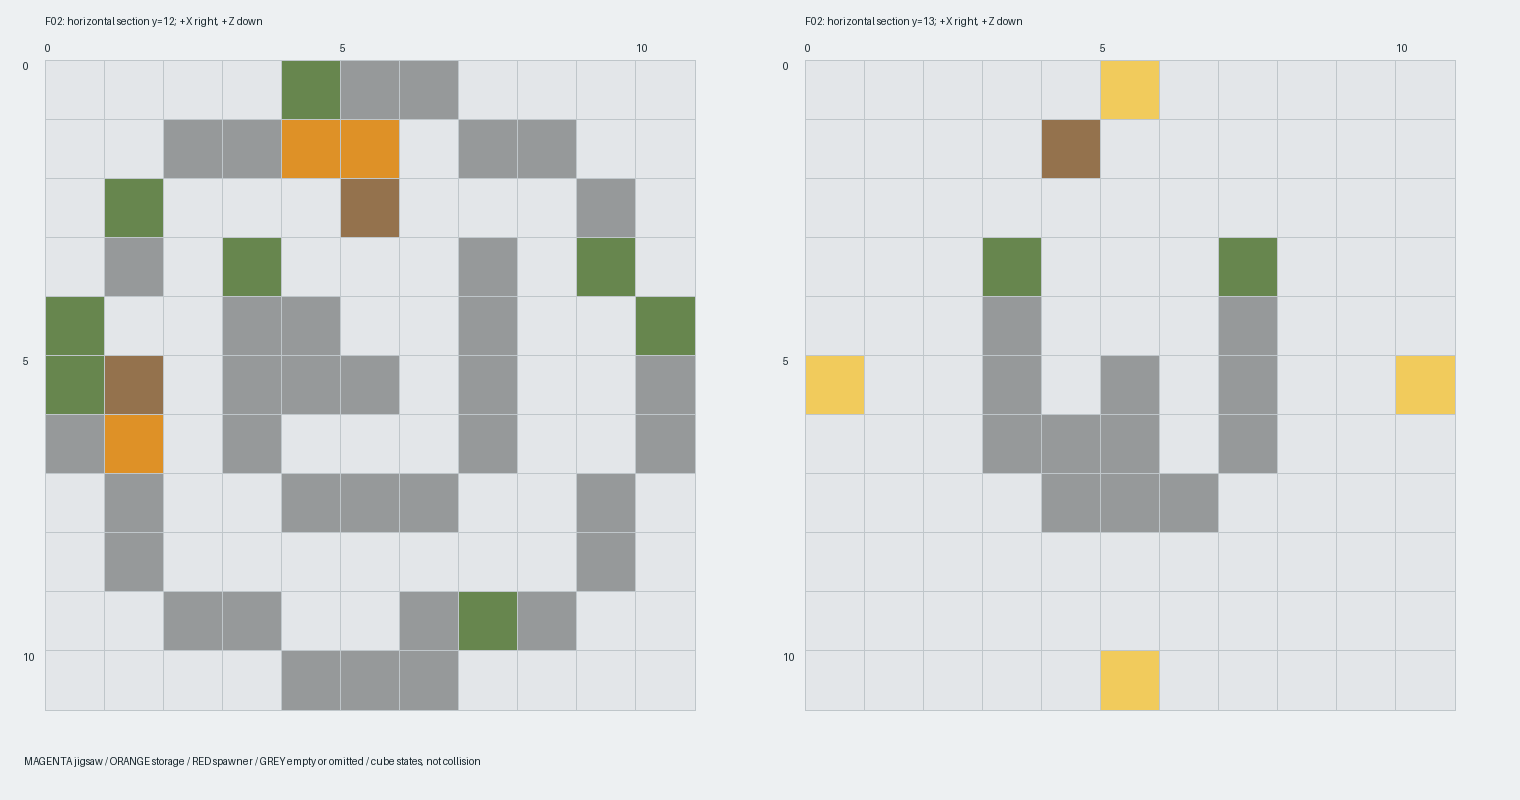 F02: horizontal section y=12; +X right, +Z down
F02: horizontal section y=13; +X right, +Z down
0 5 10
0 5 10
0 0
5 5
10 10
MAGENTA jigsaw / ORANGE storage / RED spawner / GREY empty or omitted / cube states, not collision